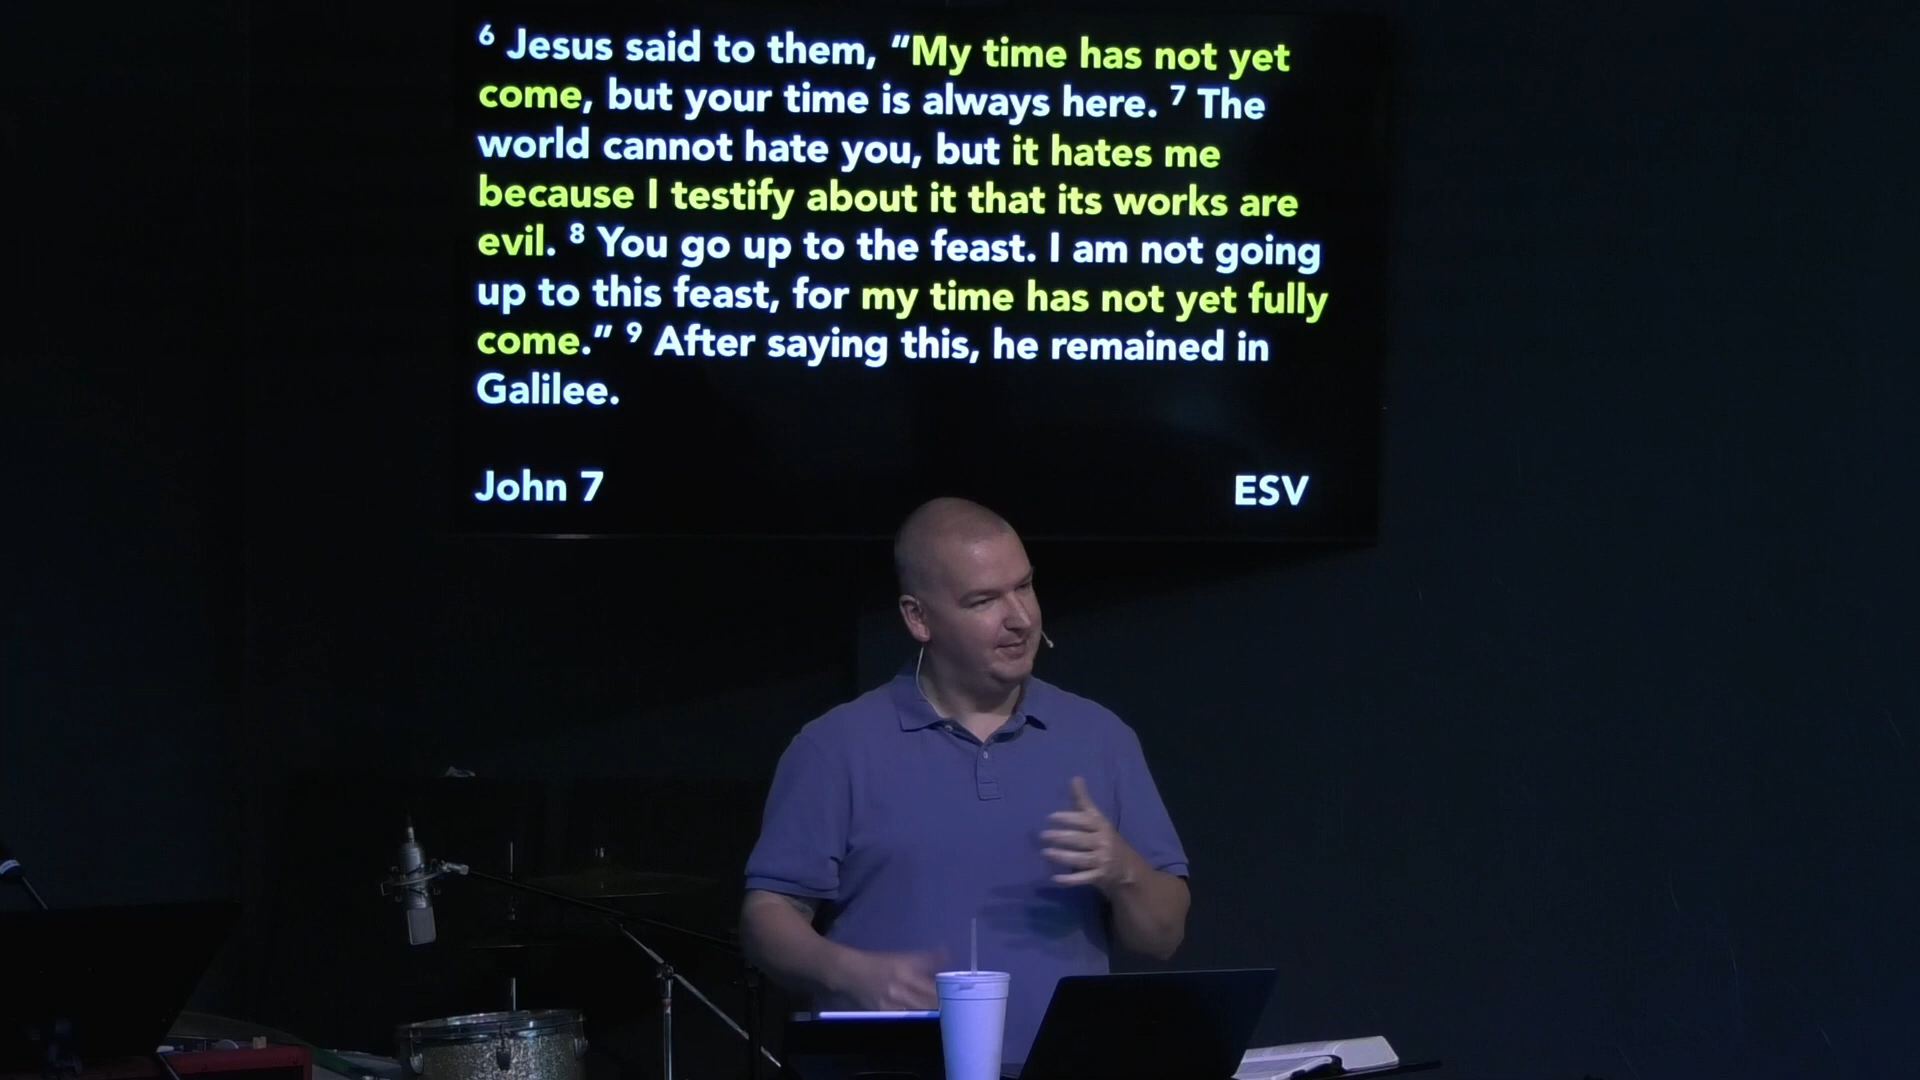 6 Jesus said to them, “My time has not yet
come, but your time is always here. 7 The
world cannot hate you, but it hates me
because I testify about it that its works are
evil. 8 You go up to the feast. I am not going
up to this feast, for my time has not yet fully
come.” 9 After saying this, he remained in
Galilee.
John 7 ESV